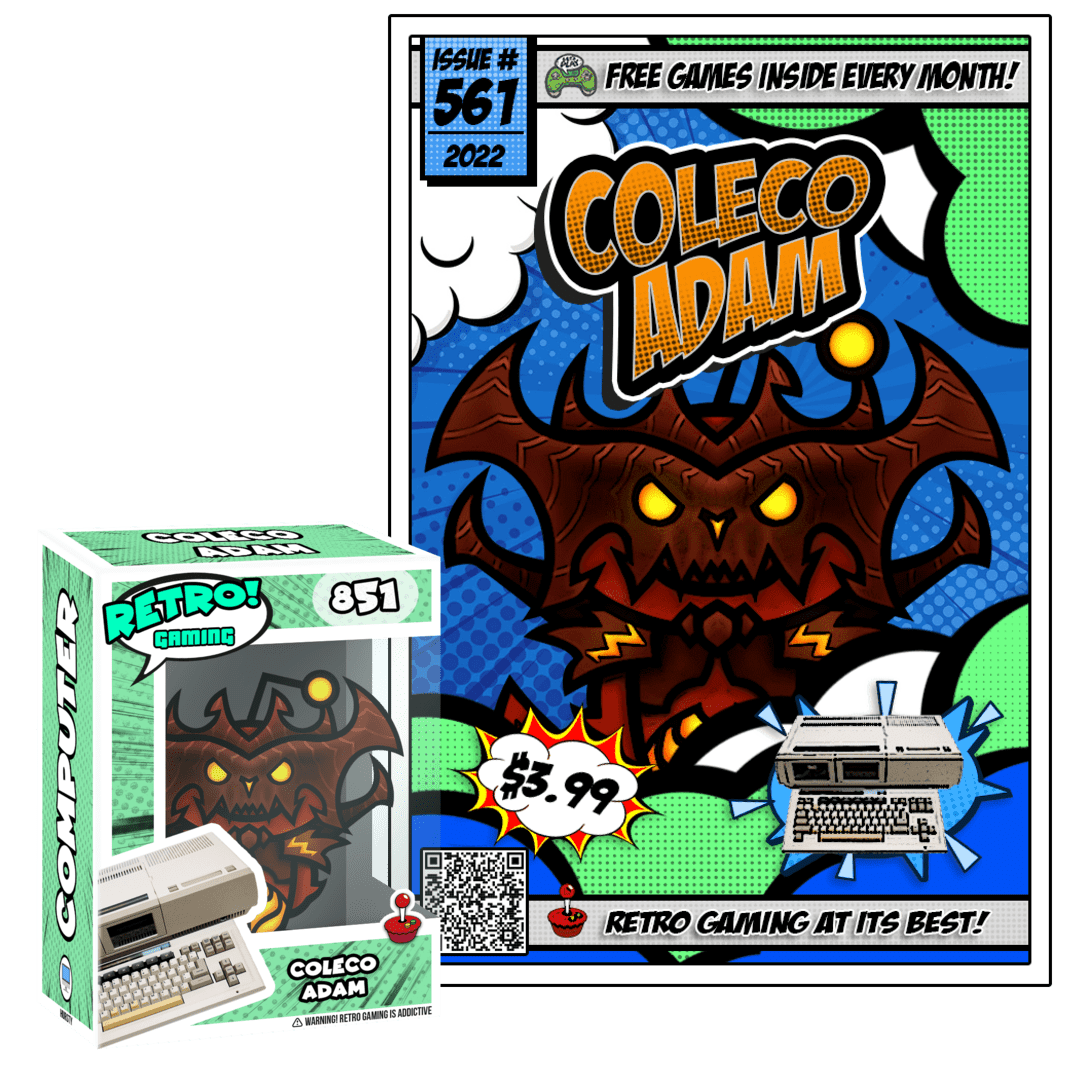 ISSUE #
561
2022
FREE GAMES INSIDE EVERY MONTH!
COLECO
ADAM
$3.99
RETRO GAMING AT ITS BEST!
COLECO
ADAM
COMPUTER
RETRO!
GAMING
851
COLECO
ADAM
WARNING! RETRO GAMING IS ADDICTIVE